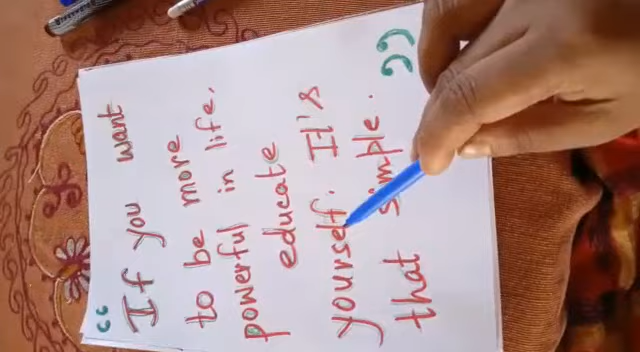 “ If you want
to be more
powerful in life.
educate
yourself. It's
that simple. ”